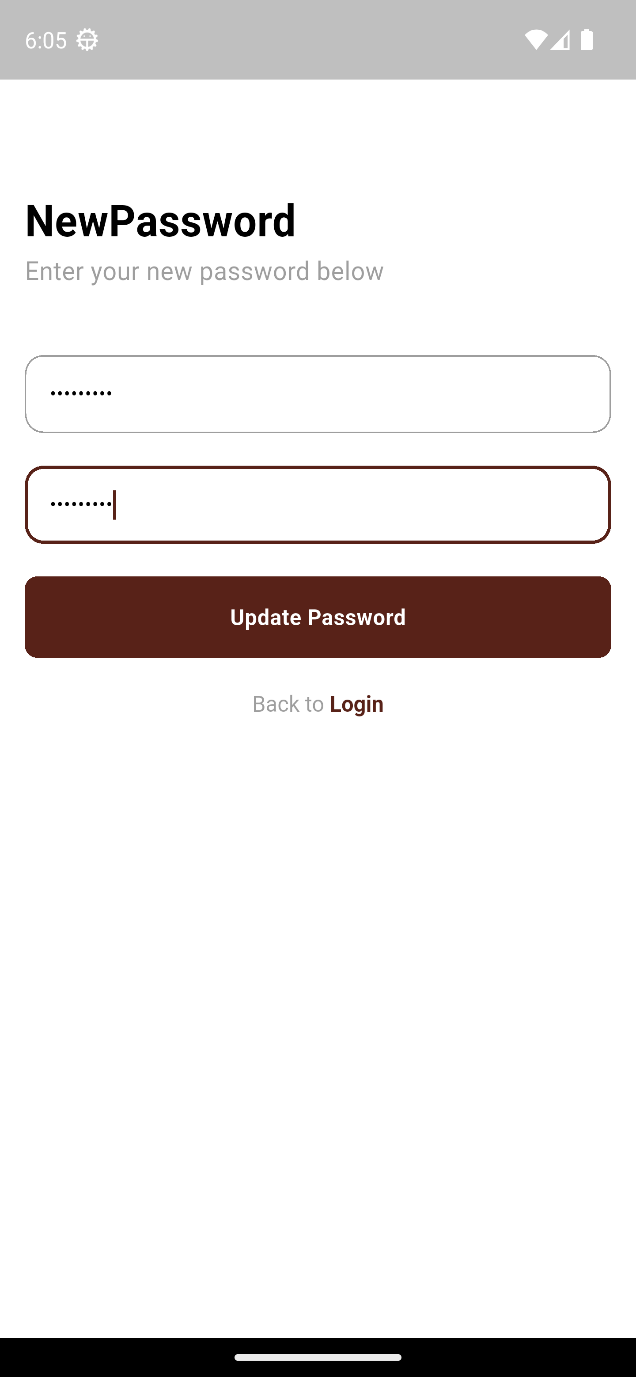 6:05
NewPassword
Enter your new password below
•••••••••
•••••••••
Update Password
Back to Login